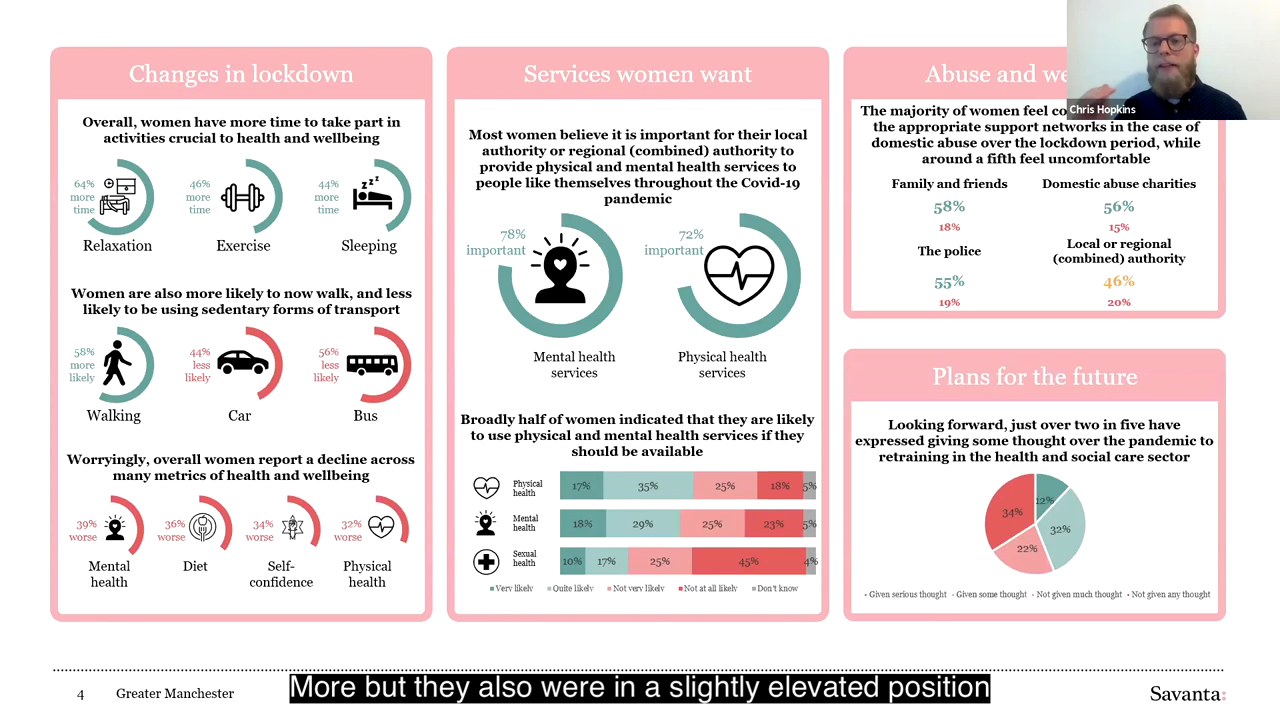 Changes in lockdown
Overall, women have more time to take part in
activities crucial to health and wellbeing
64%
more
time
Relaxation
46%
more
time
Exercise
44%
more
time
Sleeping
Women are also more likely to now walk, and less
likely to be using sedentary forms of transport
58%
more
likely
Walking
44%
less
likely
Car
56%
less
likely
Bus
Worryingly, overall women report a decline across
many metrics of health and wellbeing
39%
worse
Mental
health
36%
worse
Diet
34%
worse
Self-
confidence
32%
worse
Physical
health
Services women want
Most women believe it is important for their local
authority or regional (combined) authority to
provide physical and mental health services to
people like themselves throughout the Covid-19
pandemic
78%
important
Mental health
services
72%
important
Physical health
services
Broadly half of women indicated that they are likely
to use physical and mental health services if they
should be available
Physical
health
17% 35% 25% 18% 5%
Mental
health
18% 29% 25% 23% 5%
Sexual
health
10% 17% 25% 45% 4%
Very likely Quite likely Not very likely Not at all likely Don't know
Abuse and we
Chris Hopkins
The majority of women feel co
the appropriate support networks in the case of
domestic abuse over the lockdown period, while
around a fifth feel uncomfortable
Family and friends
58%
18%
Domestic abuse charities
56%
15%
The police
55%
19%
Local or regional
(combined) authority
46%
20%
Plans for the future
Looking forward, just over two in five have
expressed giving some thought over the pandemic to
retraining in the health and social care sector
12%
32%
22%
34%
Given serious thought Given some thought Not given much thought Not given any thought
4 Greater Manchester
More but they also were in a slightly elevated position
Savanta: